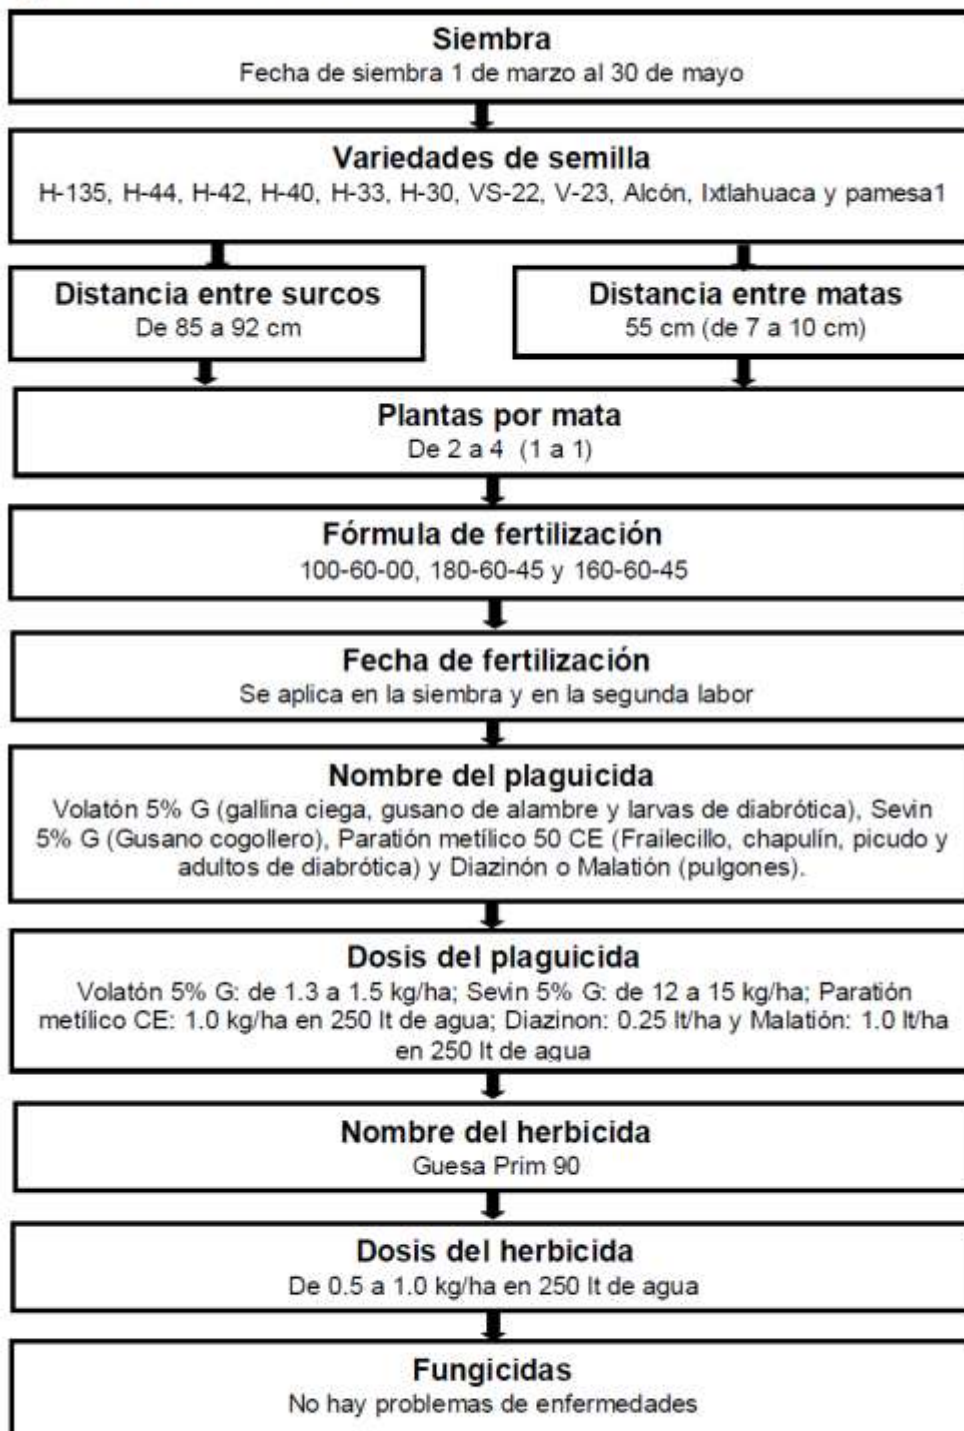 Siembra
Fecha de siembra 1 de marzo al 30 de mayo
Variedades de semilla
H-135, H-44, H-42, H-40, H-33, H-30, VS-22, V-23, Alcón, Ixtlahuaca y pamesa1
Distancia entre surcos
De 85 a 92 cm
Distancia entre matas
55 cm (de 7 a 10 cm)
Plantas por mata
De 2 a 4 (1 a 1)
Fórmula de fertilización
100-60-00, 180-60-45 y 160-60-45
Fecha de fertilización
Se aplica en la siembra y en la segunda labor
Nombre del plaguicida
Volatón 5% G (gallina ciega, gusano de alambre y larvas de diabrótica), Sevin
5% G (Gusano cogollero), Paratión metílico 50 CE (Frailecillo, chapulín, picudo y
adultos de diabrótica) y Diazinón o Malatión (pulgones).
Dosis del plaguicida
Volatón 5% G: de 1.3 a 1.5 kg/ha; Sevin 5% G: de 12 a 15 kg/ha; Paratión
metílico CE: 1.0 kg/ha en 250 lt de agua; Diazinon: 0.25 lt/ha y Malatión: 1.0 lt/ha
en 250 lt de agua
Nombre del herbicida
Guesa Prim 90
Dosis del herbicida
De 0.5 a 1.0 kg/ha en 250 lt de agua
Fungicidas
No hay problemas de enfermedades